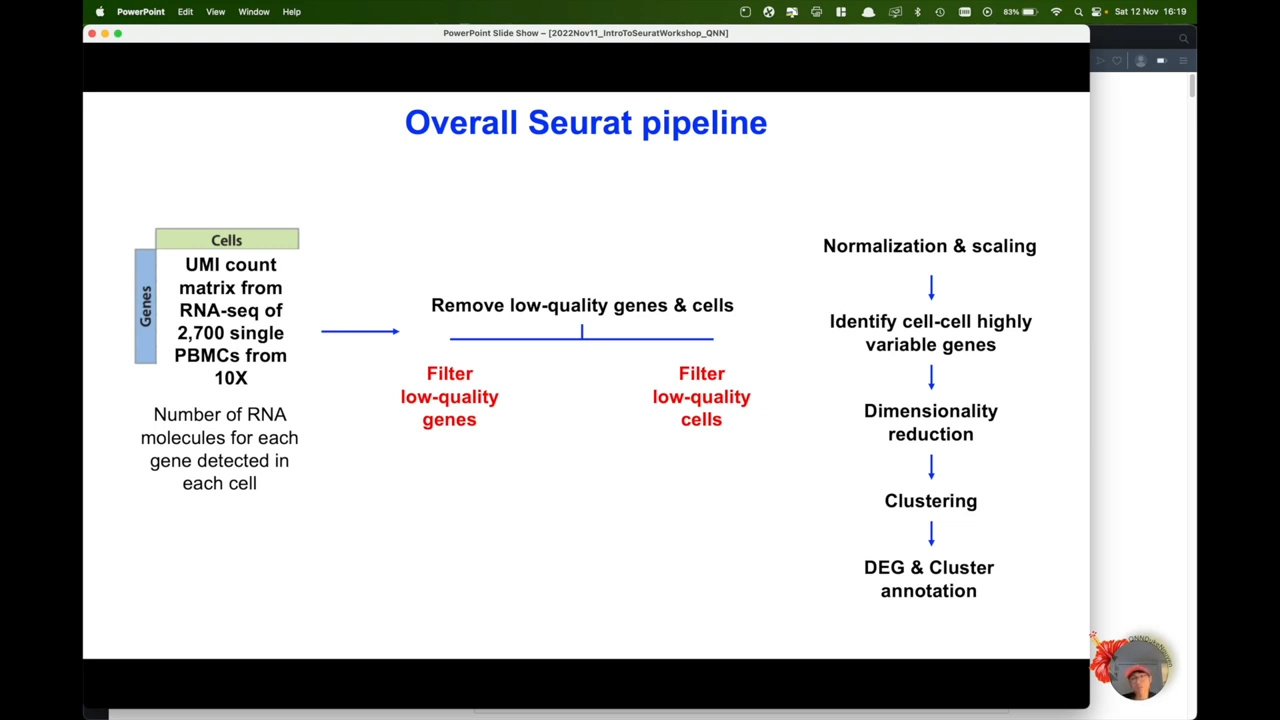 PowerPoint Edit View Window Help
83%
Sat 12 Nov 16:19
PowerPoint Slide Show – [2022Nov11_IntroToSeuratWorkshop_QNN]
Overall Seurat pipeline
Cells
Genes
UMI count
matrix from
RNA-seq of
2,700 single
PBMCs from
10X
Number of RNA
molecules for each
gene detected in
each cell
Remove low-quality genes & cells
Filter
low-quality
genes
Filter
low-quality
cells
Normalization & scaling
Identify cell-cell highly
variable genes
Dimensionality
reduction
Clustering
DEG & Cluster
annotation